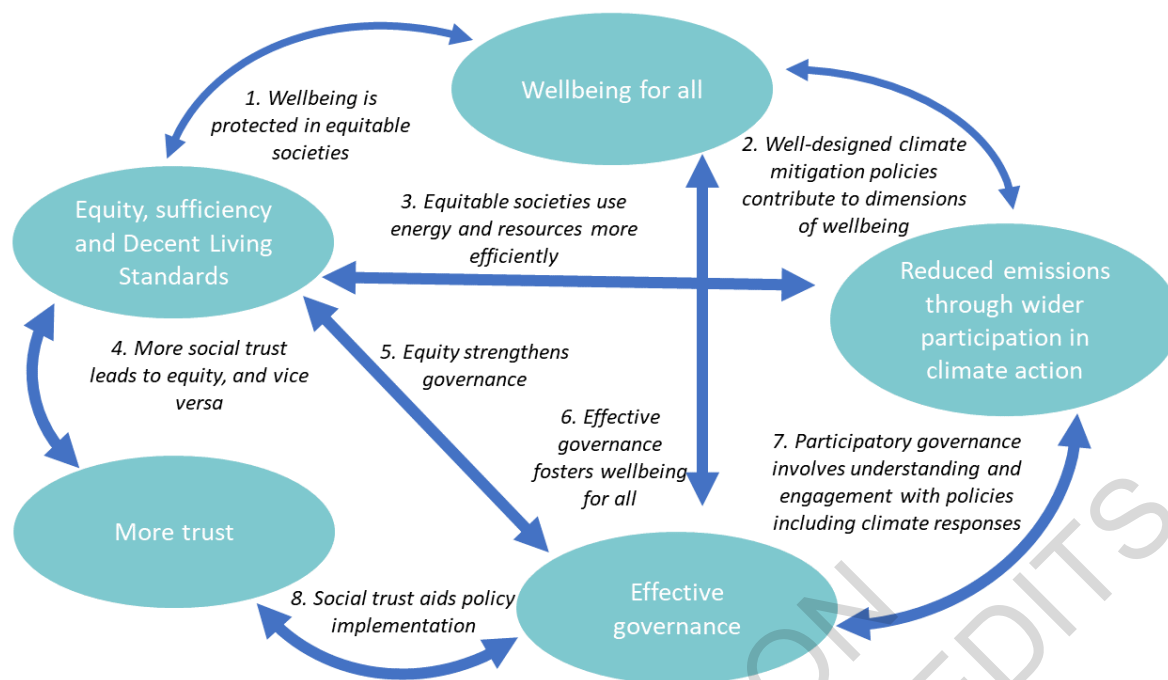 Wellbeing for all
1. Wellbeing is
protected in equitable
societies
2. Well-designed climate
mitigation policies
contribute to dimensions
of wellbeing
Equity, sufficiency
and Decent Living
Standards
3. Equitable societies use
energy and resources more
efficiently
Reduced emissions
through wider
participation in
climate action
4. More social trust
leads to equity, and vice
versa
5. Equity strengthens
governance
6. Effective
governance
fosters wellbeing
for all
7. Participatory governance
involves understanding and
engagement with policies
including climate responses
More trust
8. Social trust aids policy
implementation
Effective
governance
ON
EDITS